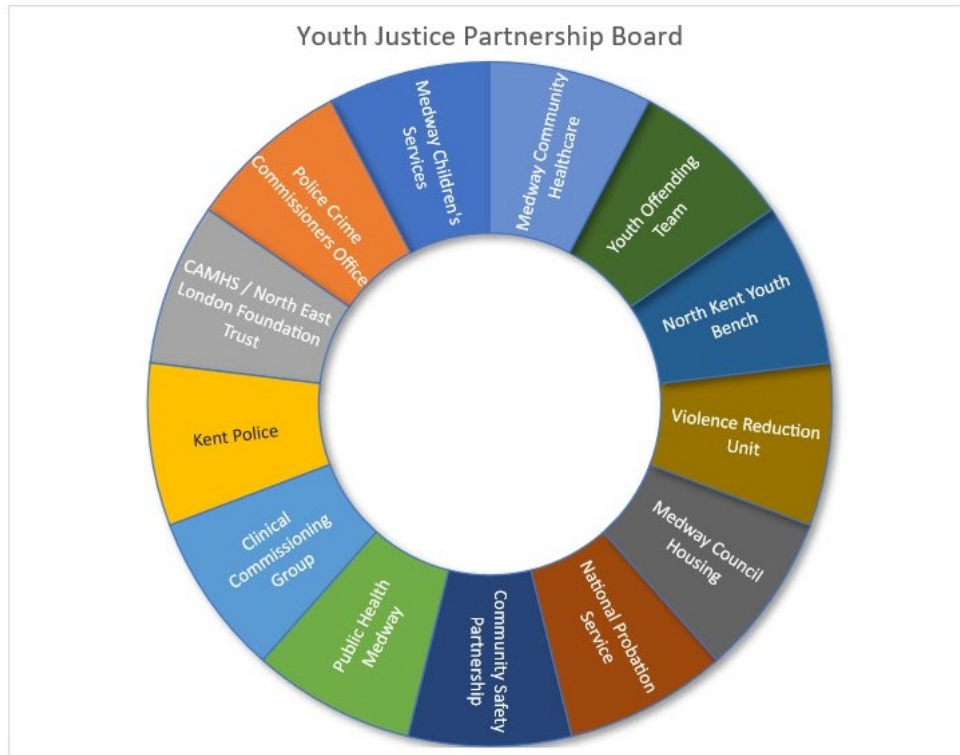 Youth Justice Partnership Board
Medway Community
Healthcare
Youth Offending
Team
North Kent Youth
Bench
Violence Reduction
Unit
Medway Council
Housing
National Probation
Service
Community Safety
Partnership
Public Health
Medway
Clinical
Commissioning
Group
Kent Police
CAMHS / North East
London Foundation
Trust
Police Crime
Commissioners Office
Medway Children's
Services